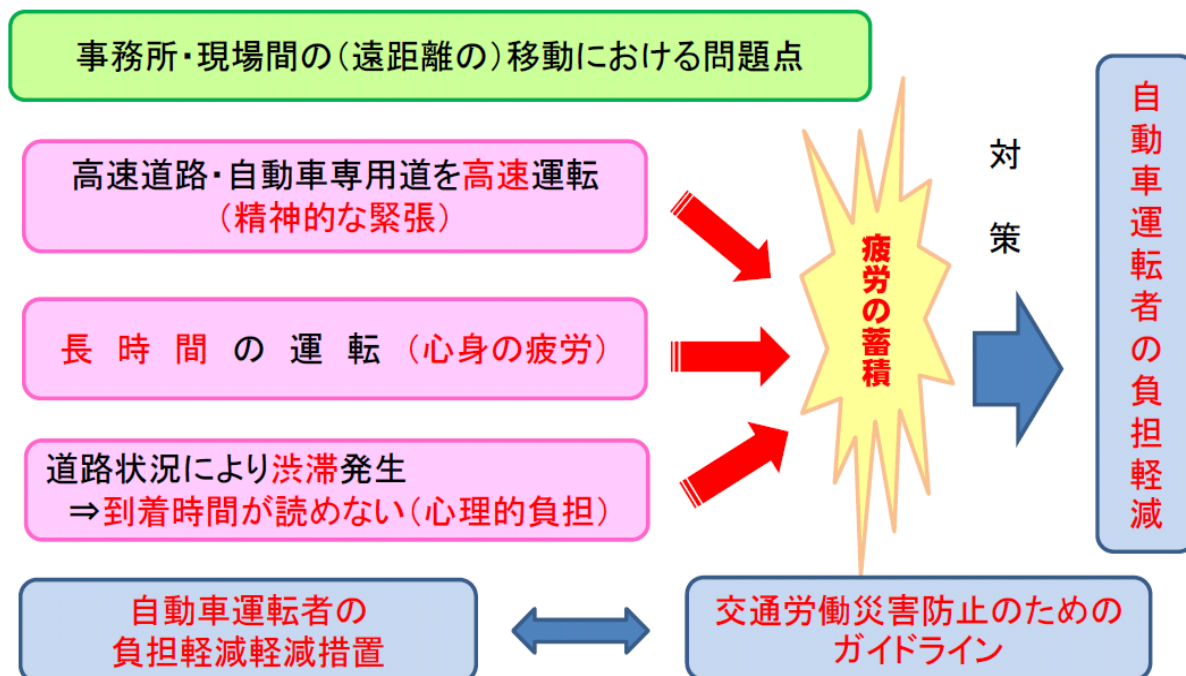 事務所・現場間の(遠距離の)移動における問題点
高速道路・自動車専用道を高速運転
(精神的な緊張)
長時間の運転(心身の疲労)
道路状況により渋滞発生
⇒到着時間が読めない(心理的負担)
疲労の蓄積
対策
自動車運転者の負担軽減
自動車運転者の
負担軽減軽減措置
交通労働災害防止のための
ガイドライン